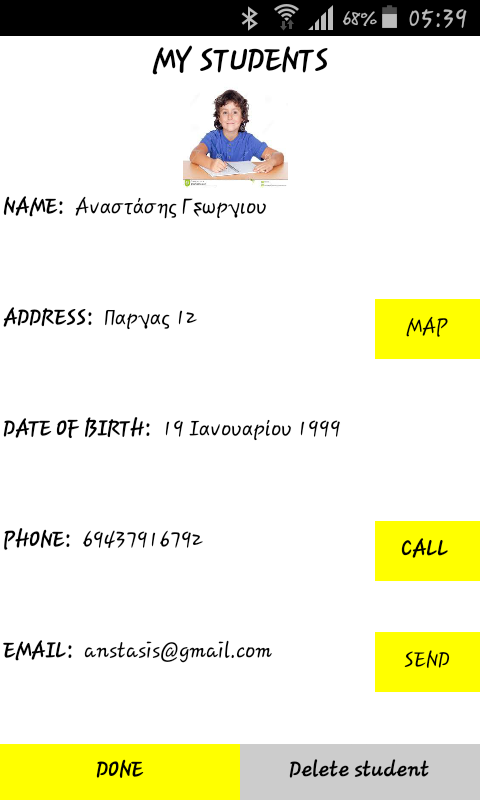 68% 05:39
MY STUDENTS
NAME: Αναστάσης Γεωργιου
ADDRESS: Παργας 12
MAP
DATE OF BIRTH: 19 Ιανουαρίου 1999
PHONE: 69437916792
CALL
EMAIL: anstasis@gmail.com
SEND
DONE Delete student